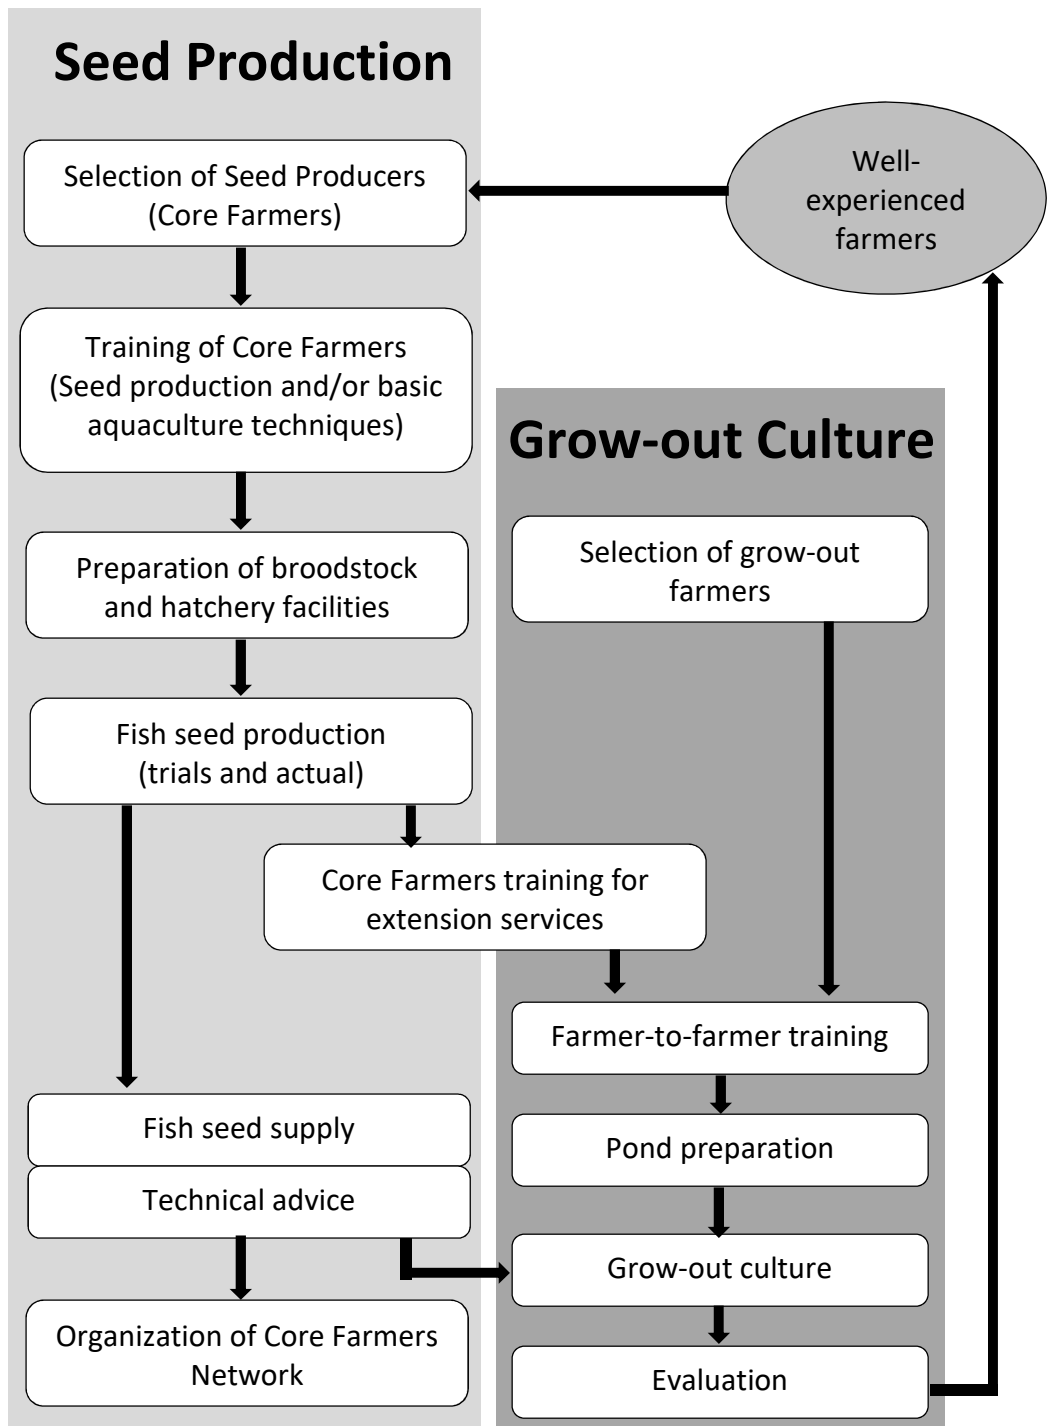 Seed Production
Selection of Seed Producers
(Core Farmers)
Well-
experienced
farmers
Training of Core Farmers
(Seed production and/or basic
aquaculture techniques)
Preparation of broodstock
and hatchery facilities
Fish seed production
(trials and actual)
Grow-out Culture
Selection of grow-out
farmers
Core Farmers training for
extension services
Farmer-to-farmer training
Fish seed supply
Technical advice
Pond preparation
Grow-out culture
Organization of Core Farmers
Network
Evaluation